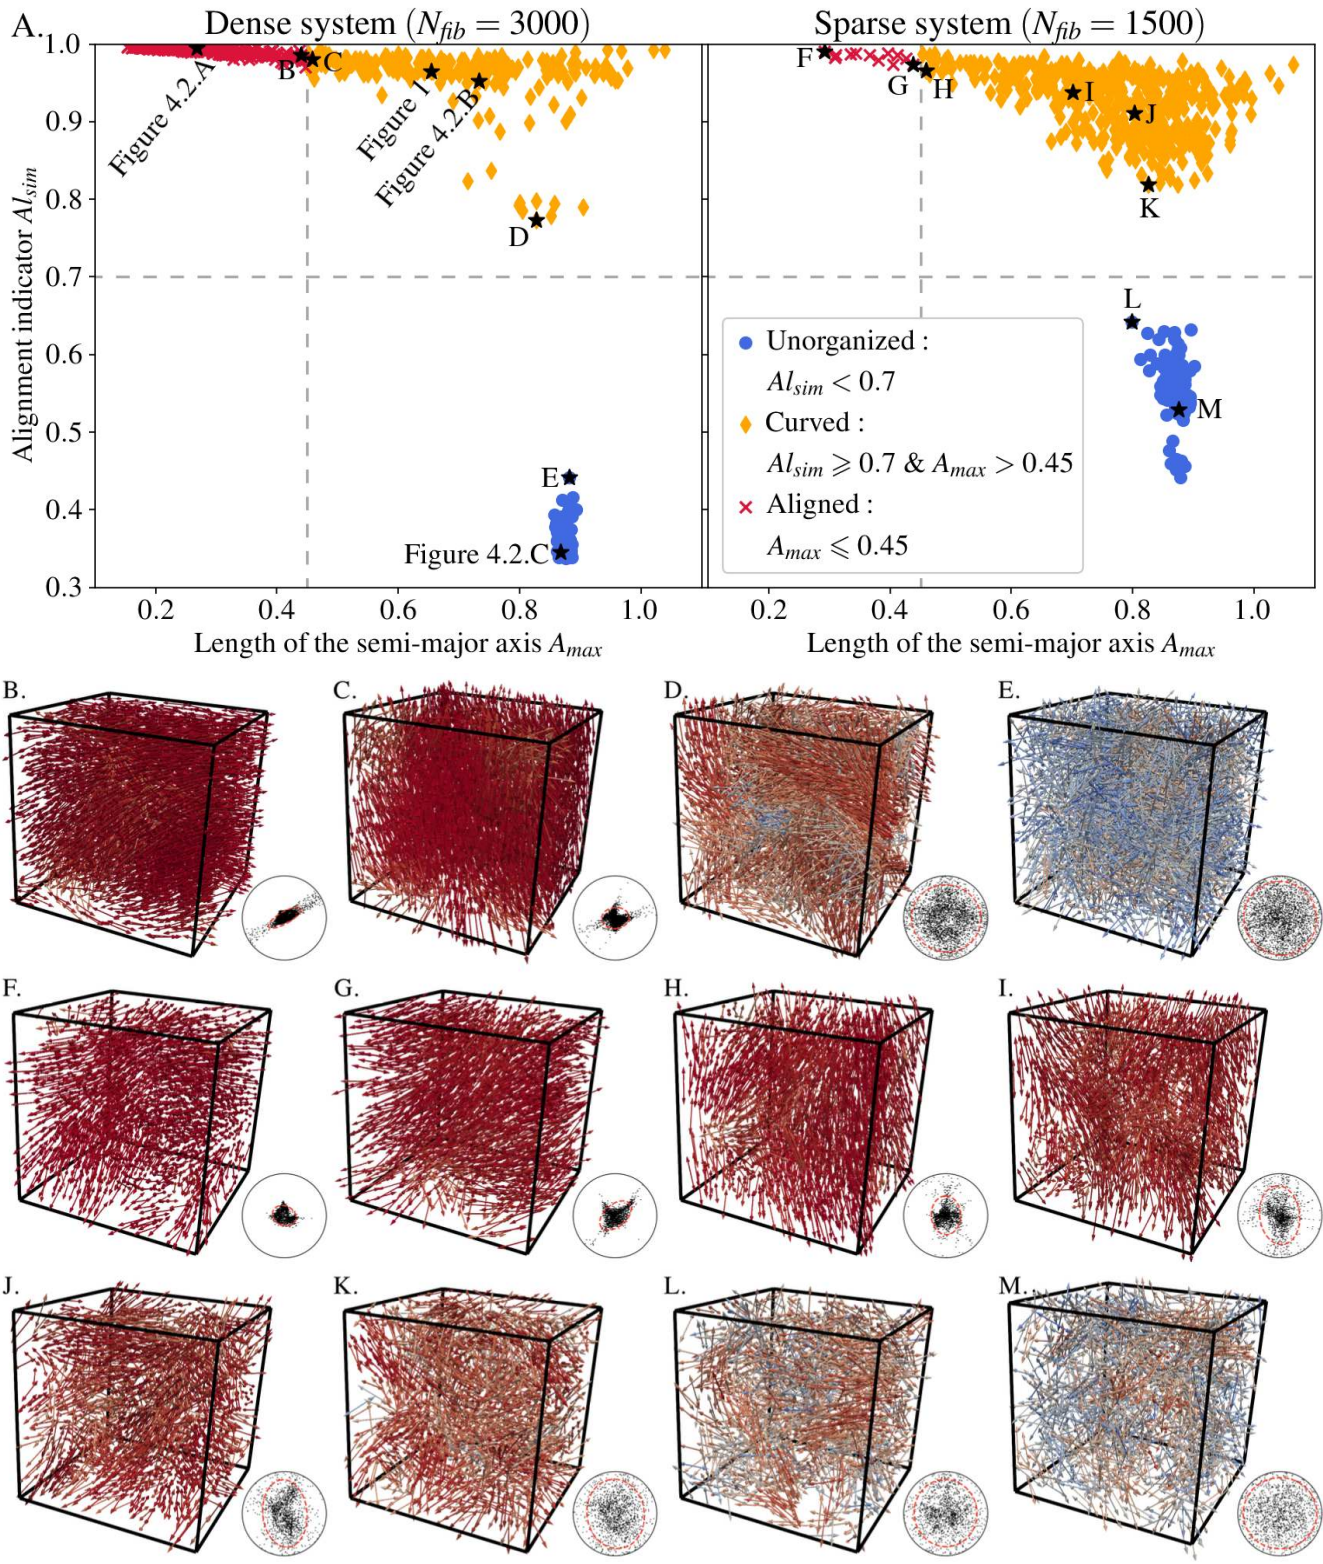 A.
Dense system (N_fib = 3000)
Sparse system (N_fib = 1500)
Alignment indicator Al_sim
1.0
0.9
0.8
0.7
0.6
0.5
0.4
0.3
Figure 4.2.A
B
C
Figure 1
Figure 4.2.B
D
E
Figure 4.2.C
0.2
0.4
0.6
0.8
1.0
Length of the semi-major axis A_max
F
G
H
I
J
K
L
M
Unorganized :
Al_sim < 0.7
Curved :
Al_sim ⩾ 0.7 & A_max > 0.45
Aligned :
A_max ⩽ 0.45
0.2
0.4
0.6
0.8
1.0
Length of the semi-major axis A_max
B.
C.
D.
E.
F.
G.
H.
I.
J.
K.
L.
M.